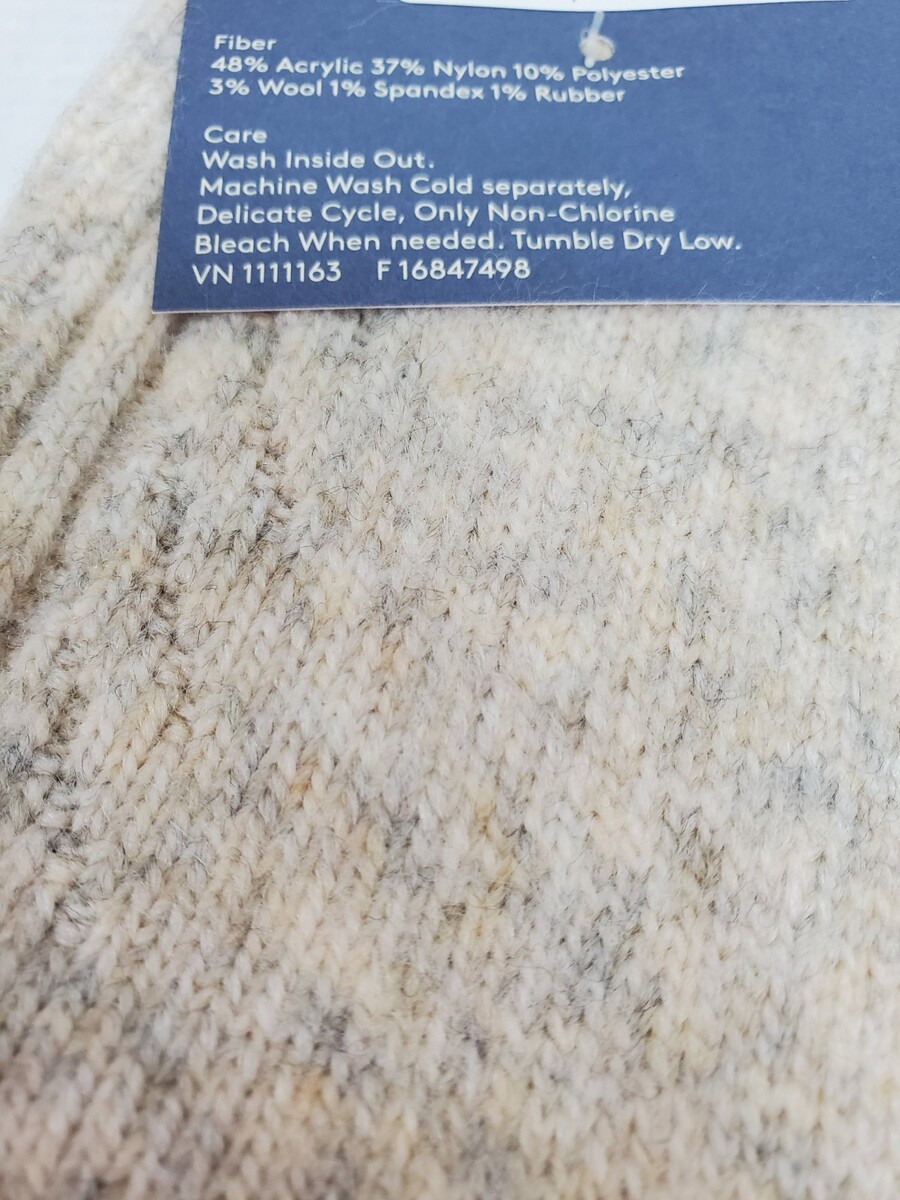 Fiber
48% Acrylic 37% Nylon 10% Polyester
3% Wool 1% Spandex 1% Rubber
Care
Wash Inside Out.
Machine Wash Cold separately,
Delicate Cycle, Only Non-Chlorine
Bleach When needed. Tumble Dry Low.
VN 1111163 F 16847498